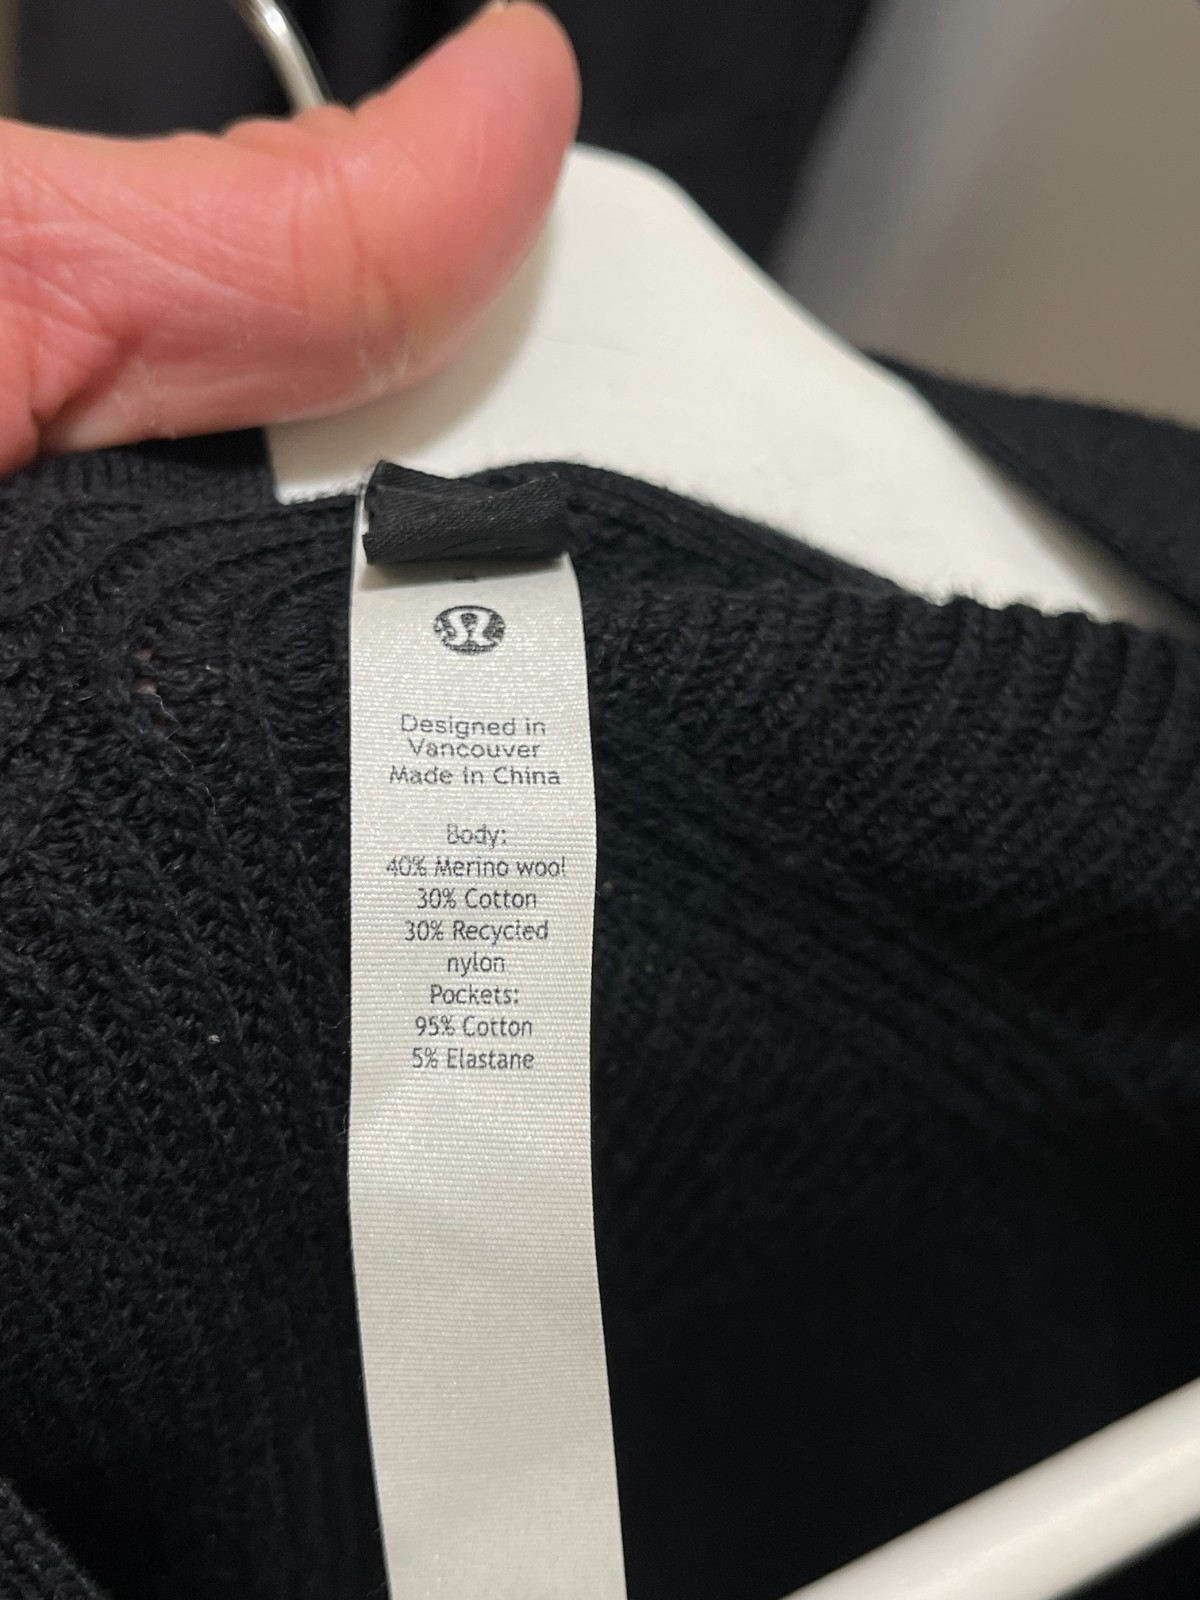 Designed in
Vancouver
Made in China
Body:
40% Merino wool
30% Cotton
30% Recycled
nylon
Pockets:
95% Cotton
5% Elastane